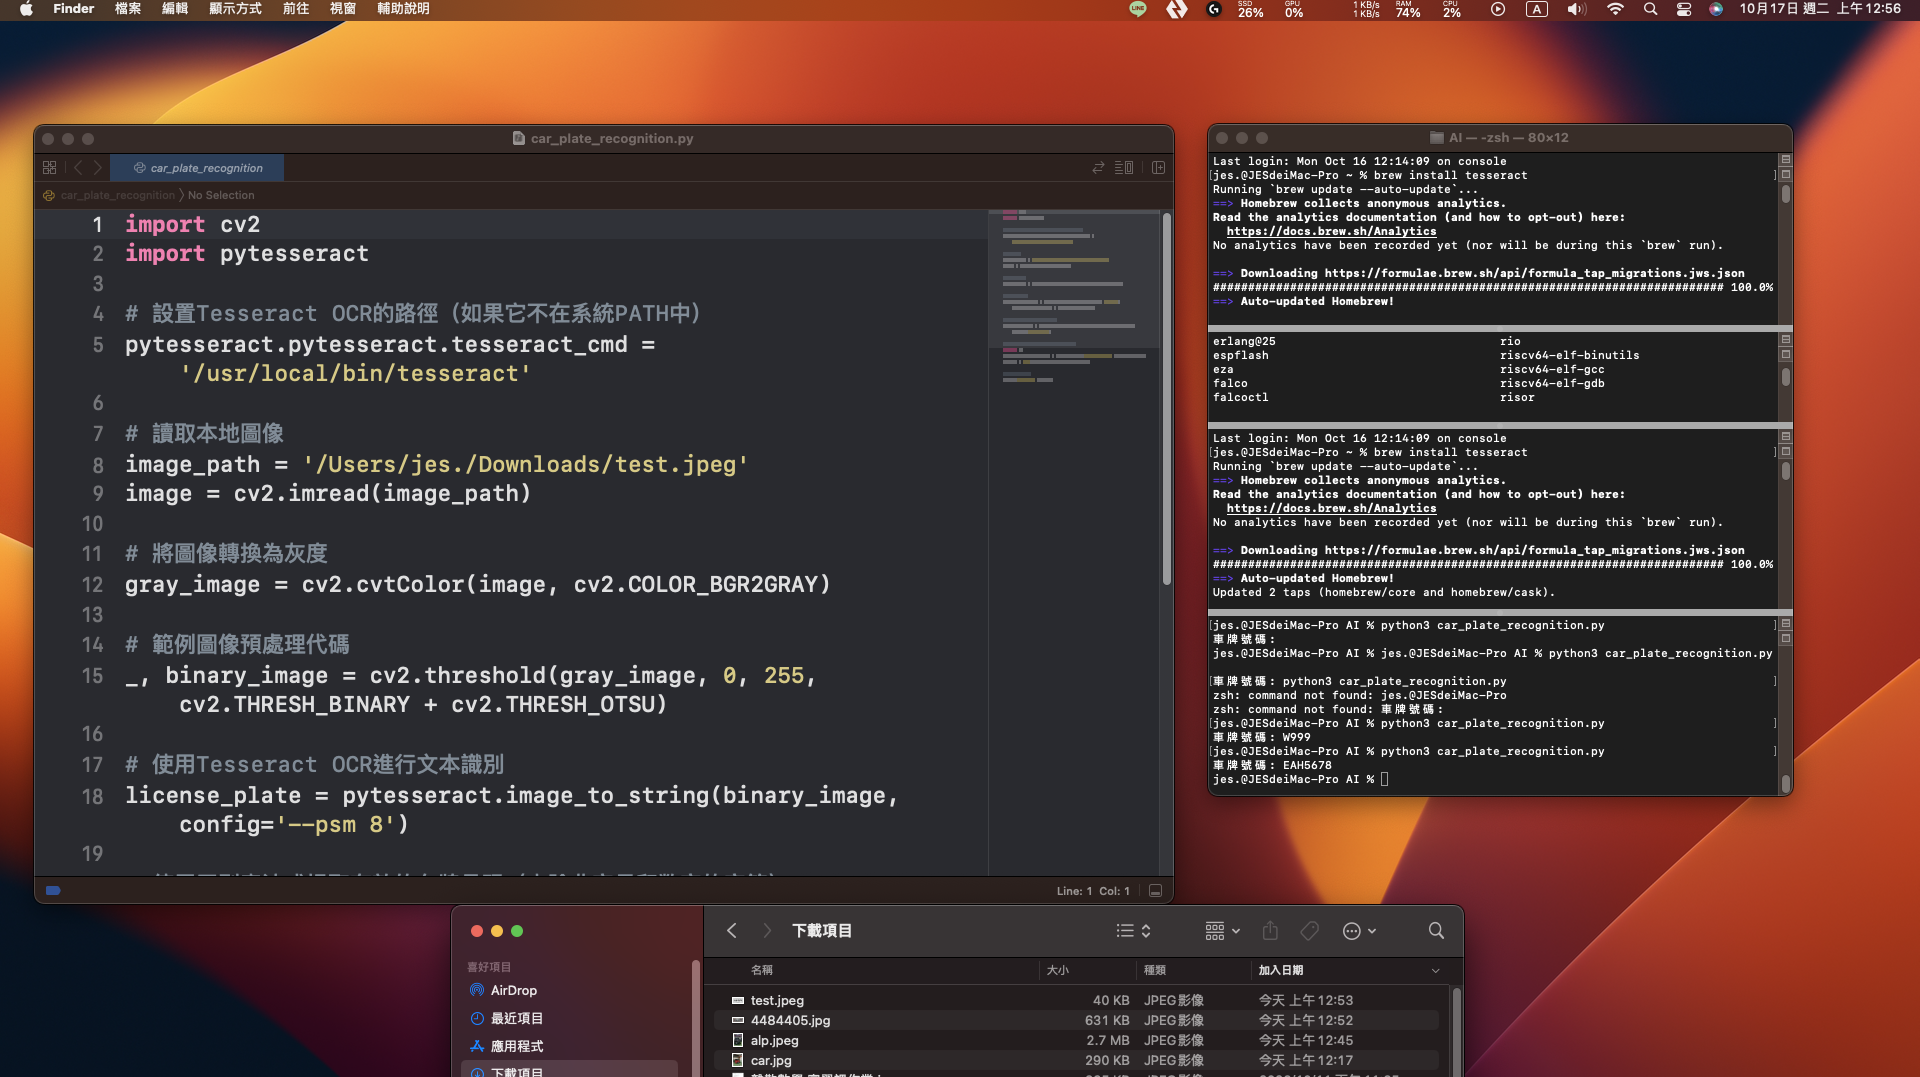 Finder 檔案 編輯 顯示方式 前往 視窗 輔助說明
LINE
SSD 26% GPU 0% 1 KB/s 1 KB/s RAM 74% CPU 2% A 10月17日 週二 上午12:56
car_plate_recognition.py
car_plate_recognition
car_plate_recognition 〉No Selection
1 import cv2
2 import pytesseract
3
4 # 設置Tesseract OCR的路徑（如果它不在系統PATH中）
5 pytesseract.pytesseract.tesseract_cmd =
'/usr/local/bin/tesseract'
6
7 # 讀取本地圖像
8 image_path = '/Users/jes./Downloads/test.jpeg'
9 image = cv2.imread(image_path)
10
11 # 將圖像轉換為灰度
12 gray_image = cv2.cvtColor(image, cv2.COLOR_BGR2GRAY)
13
14 # 範例圖像預處理代碼
15 _, binary_image = cv2.threshold(gray_image, 0, 255,
cv2.THRESH_BINARY + cv2.THRESH_OTSU)
16
17 # 使用Tesseract OCR進行文本識別
18 license_plate = pytesseract.image_to_string(binary_image,
config='--psm 8')
19
Line: 1 Col: 1
AI — -zsh — 80×12
Last login: Mon Oct 16 12:14:09 on console
[jes.@JESdeiMac-Pro ~ % brew install tesseract ]
Running `brew update --auto-update`...
==> Homebrew collects anonymous analytics.
Read the analytics documentation (and how to opt-out) here:
https://docs.brew.sh/Analytics
No analytics have been recorded yet (nor will be during this `brew` run).
==> Downloading https://formulae.brew.sh/api/formula_tap_migrations.jws.json
######################################################################### 100.0%
==> Auto-updated Homebrew!
erlang@25 rio
espflash riscv64-elf-binutils
eza riscv64-elf-gcc
falco riscv64-elf-gdb
falcoctl risor
Last login: Mon Oct 16 12:14:09 on console
[jes.@JESdeiMac-Pro ~ % brew install tesseract ]
Running `brew update --auto-update`...
==> Homebrew collects anonymous analytics.
Read the analytics documentation (and how to opt-out) here:
https://docs.brew.sh/Analytics
No analytics have been recorded yet (nor will be during this `brew` run).
==> Downloading https://formulae.brew.sh/api/formula_tap_migrations.jws.json
######################################################################### 100.0%
==> Auto-updated Homebrew!
Updated 2 taps (homebrew/core and homebrew/cask).
[jes.@JESdeiMac-Pro AI % python3 car_plate_recognition.py ]
車牌號碼:
jes.@JESdeiMac-Pro AI % jes.@JESdeiMac-Pro AI % python3 car_plate_recognition.py
[車牌號碼: python3 car_plate_recognition.py ]
zsh: command not found: jes.@JESdeiMac-Pro
zsh: command not found: 車牌號碼:
[jes.@JESdeiMac-Pro AI % python3 car_plate_recognition.py ]
車牌號碼: W999
[jes.@JESdeiMac-Pro AI % python3 car_plate_recognition.py ]
車牌號碼: EAH5678
jes.@JESdeiMac-Pro AI %
喜好項目
AirDrop
最近項目
應用程式
下載項目
下載項目
名稱 大小 種類 加入日期
test.jpeg 40 KB JPEG影像 今天 上午12:53
4484405.jpg 631 KB JPEG影像 今天 上午12:52
alp.jpeg 2.7 MB JPEG影像 今天 上午12:45
car.jpg 290 KB JPEG影像 今天 上午12:17